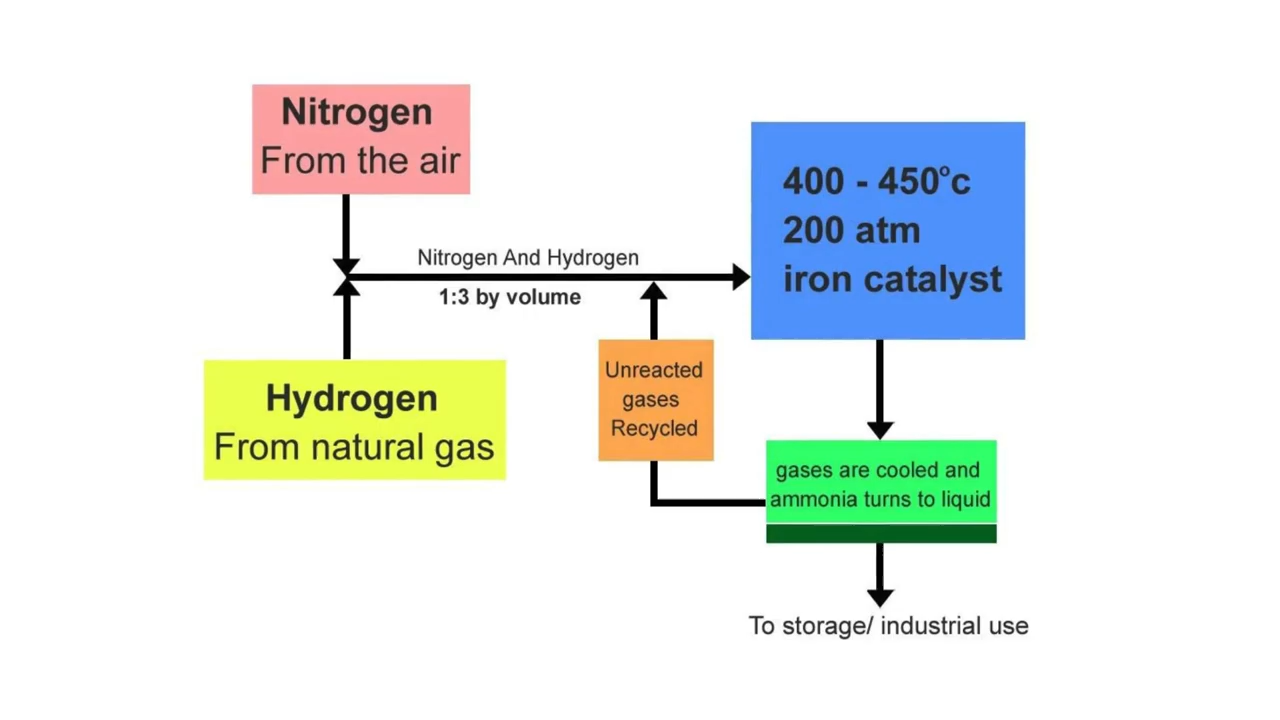 Nitrogen
From the air
Nitrogen And Hydrogen
1:3 by volume
Hydrogen
From natural gas
400 - 450°c
200 atm
iron catalyst
Unreacted
gases
Recycled
gases are cooled and
ammonia turns to liquid
To storage/ industrial use